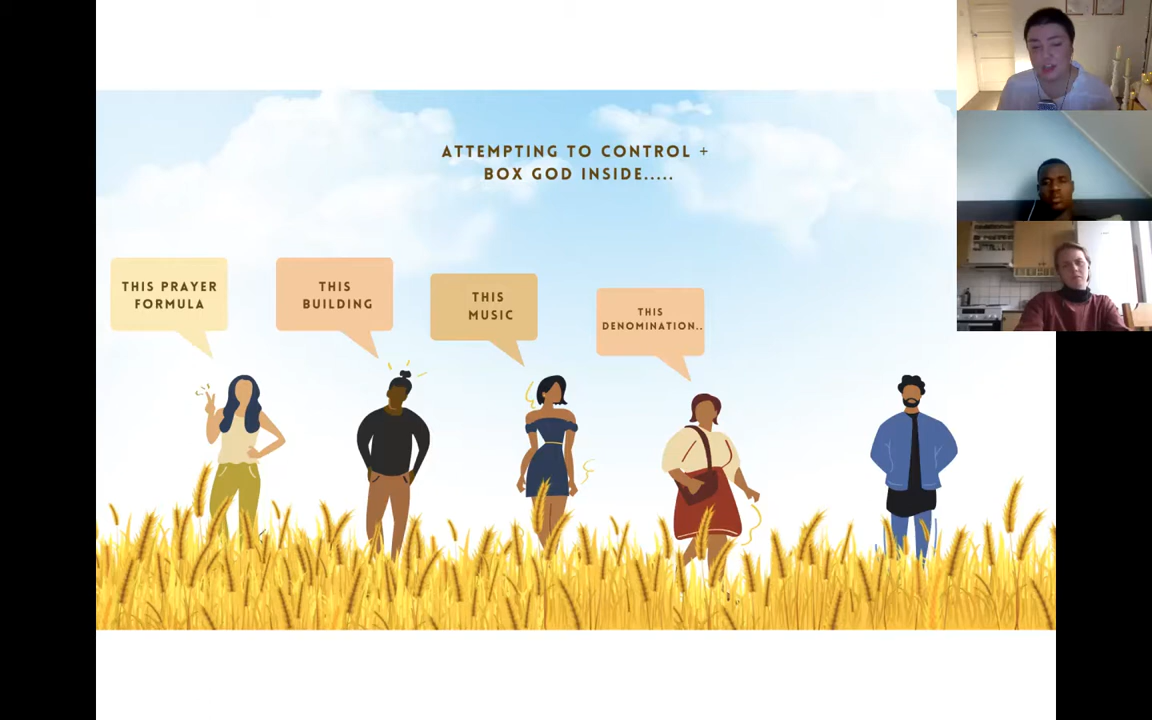 ATTEMPTING TO CONTROL +
BOX GOD INSIDE.....
THIS PRAYER
FORMULA
THIS
BUILDING
THIS
MUSIC
THIS
DENOMINATION..